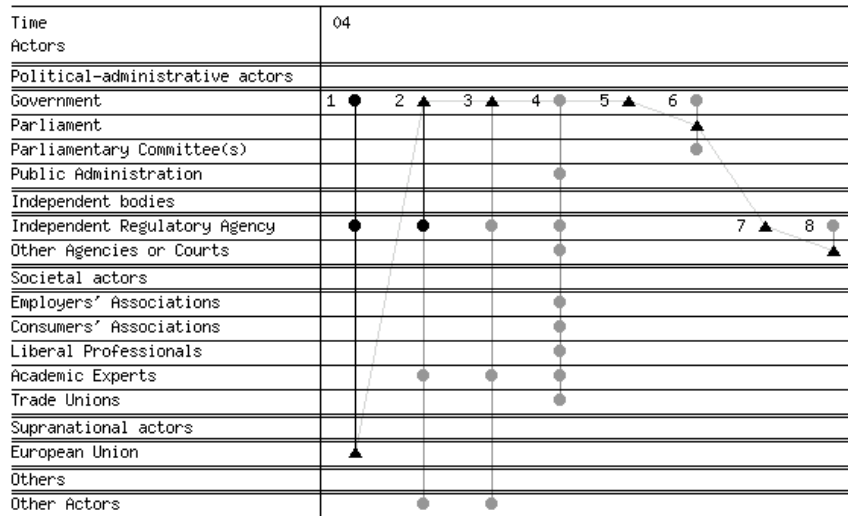 Time 04
Actors
Political-administrative actors
Government 1 2 3 4 5 6
Parliament
Parliamentary Committee(s)
Public Administration
Independent bodies
Independent Regulatory Agency 7 8
Other Agencies or Courts
Societal actors
Employers' Associations
Consumers' Associations
Liberal Professionals
Academic Experts
Trade Unions
Supranational actors
European Union
Others
Other Actors